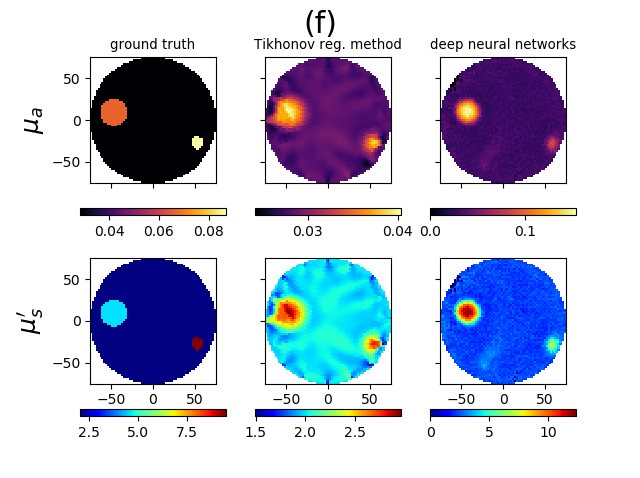 (f)
ground truth Tikhonov reg. method deep neural networks
μa
50
0
−50
0.04 0.06 0.08 0.03 0.04 0.0 0.1
μ′s
50
0
−50
−50 0 50 −50 0 50 −50 0 50
2.5 5.0 7.5 1.5 2.0 2.5 0 5 10